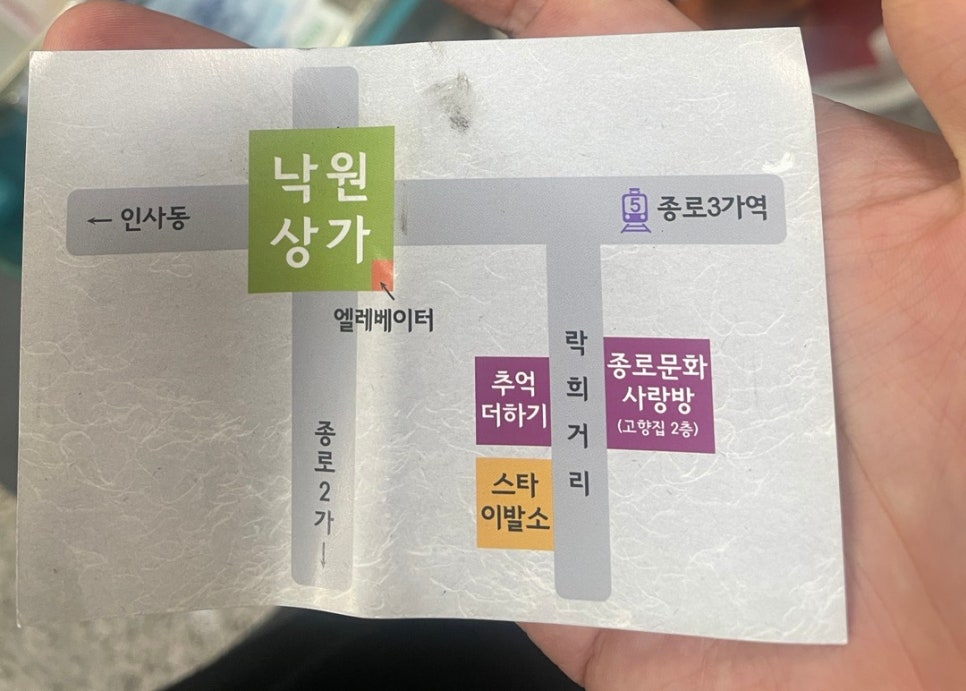 낙원
상가
← 인사동
5 종로3가역
엘레베이터
락희거리
종로문화
사랑방
(고향집 2층)
추억
더하기
스타
이발소
종로2가→